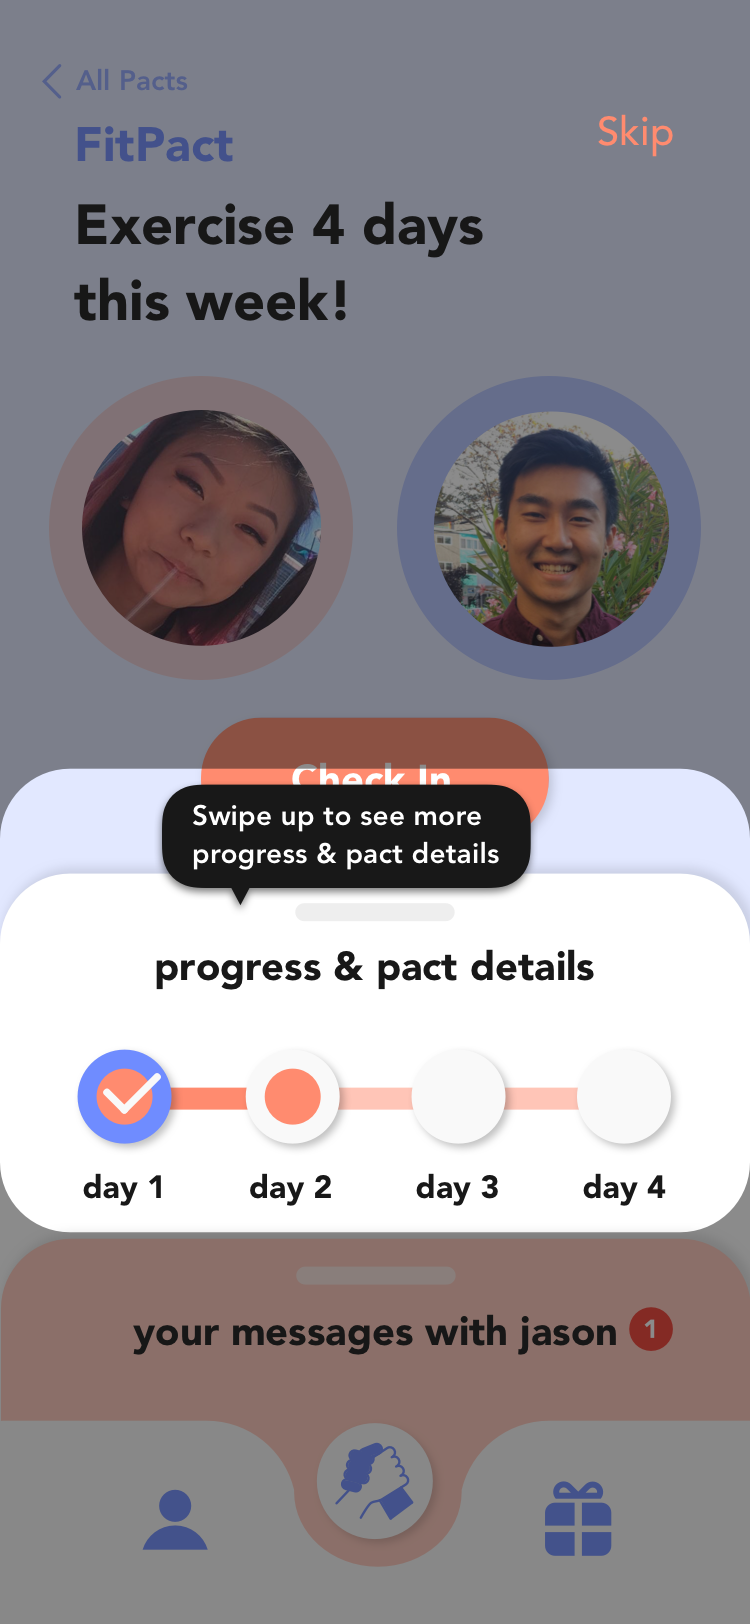 All Pacts
FitPact
Skip
Exercise 4 days
this week!
Check In
Swipe up to see more
progress & pact details
progress & pact details
day 1
day 2
day 3
day 4
your messages with jason 1